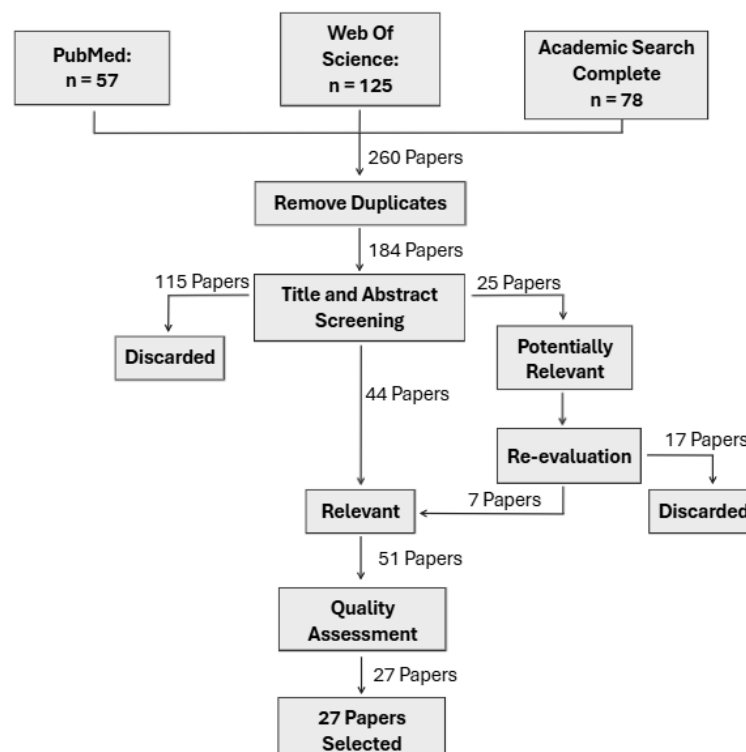 PubMed:
n = 57
Web Of
Science:
n = 125
Academic Search
Complete
n = 78
260 Papers
Remove Duplicates
184 Papers
115 Papers
Title and Abstract
Screening
25 Papers
Discarded
Potentially
Relevant
44 Papers
Re-evaluation
17 Papers
Relevant
7 Papers
Discarded
51 Papers
Quality
Assessment
27 Papers
27 Papers
Selected